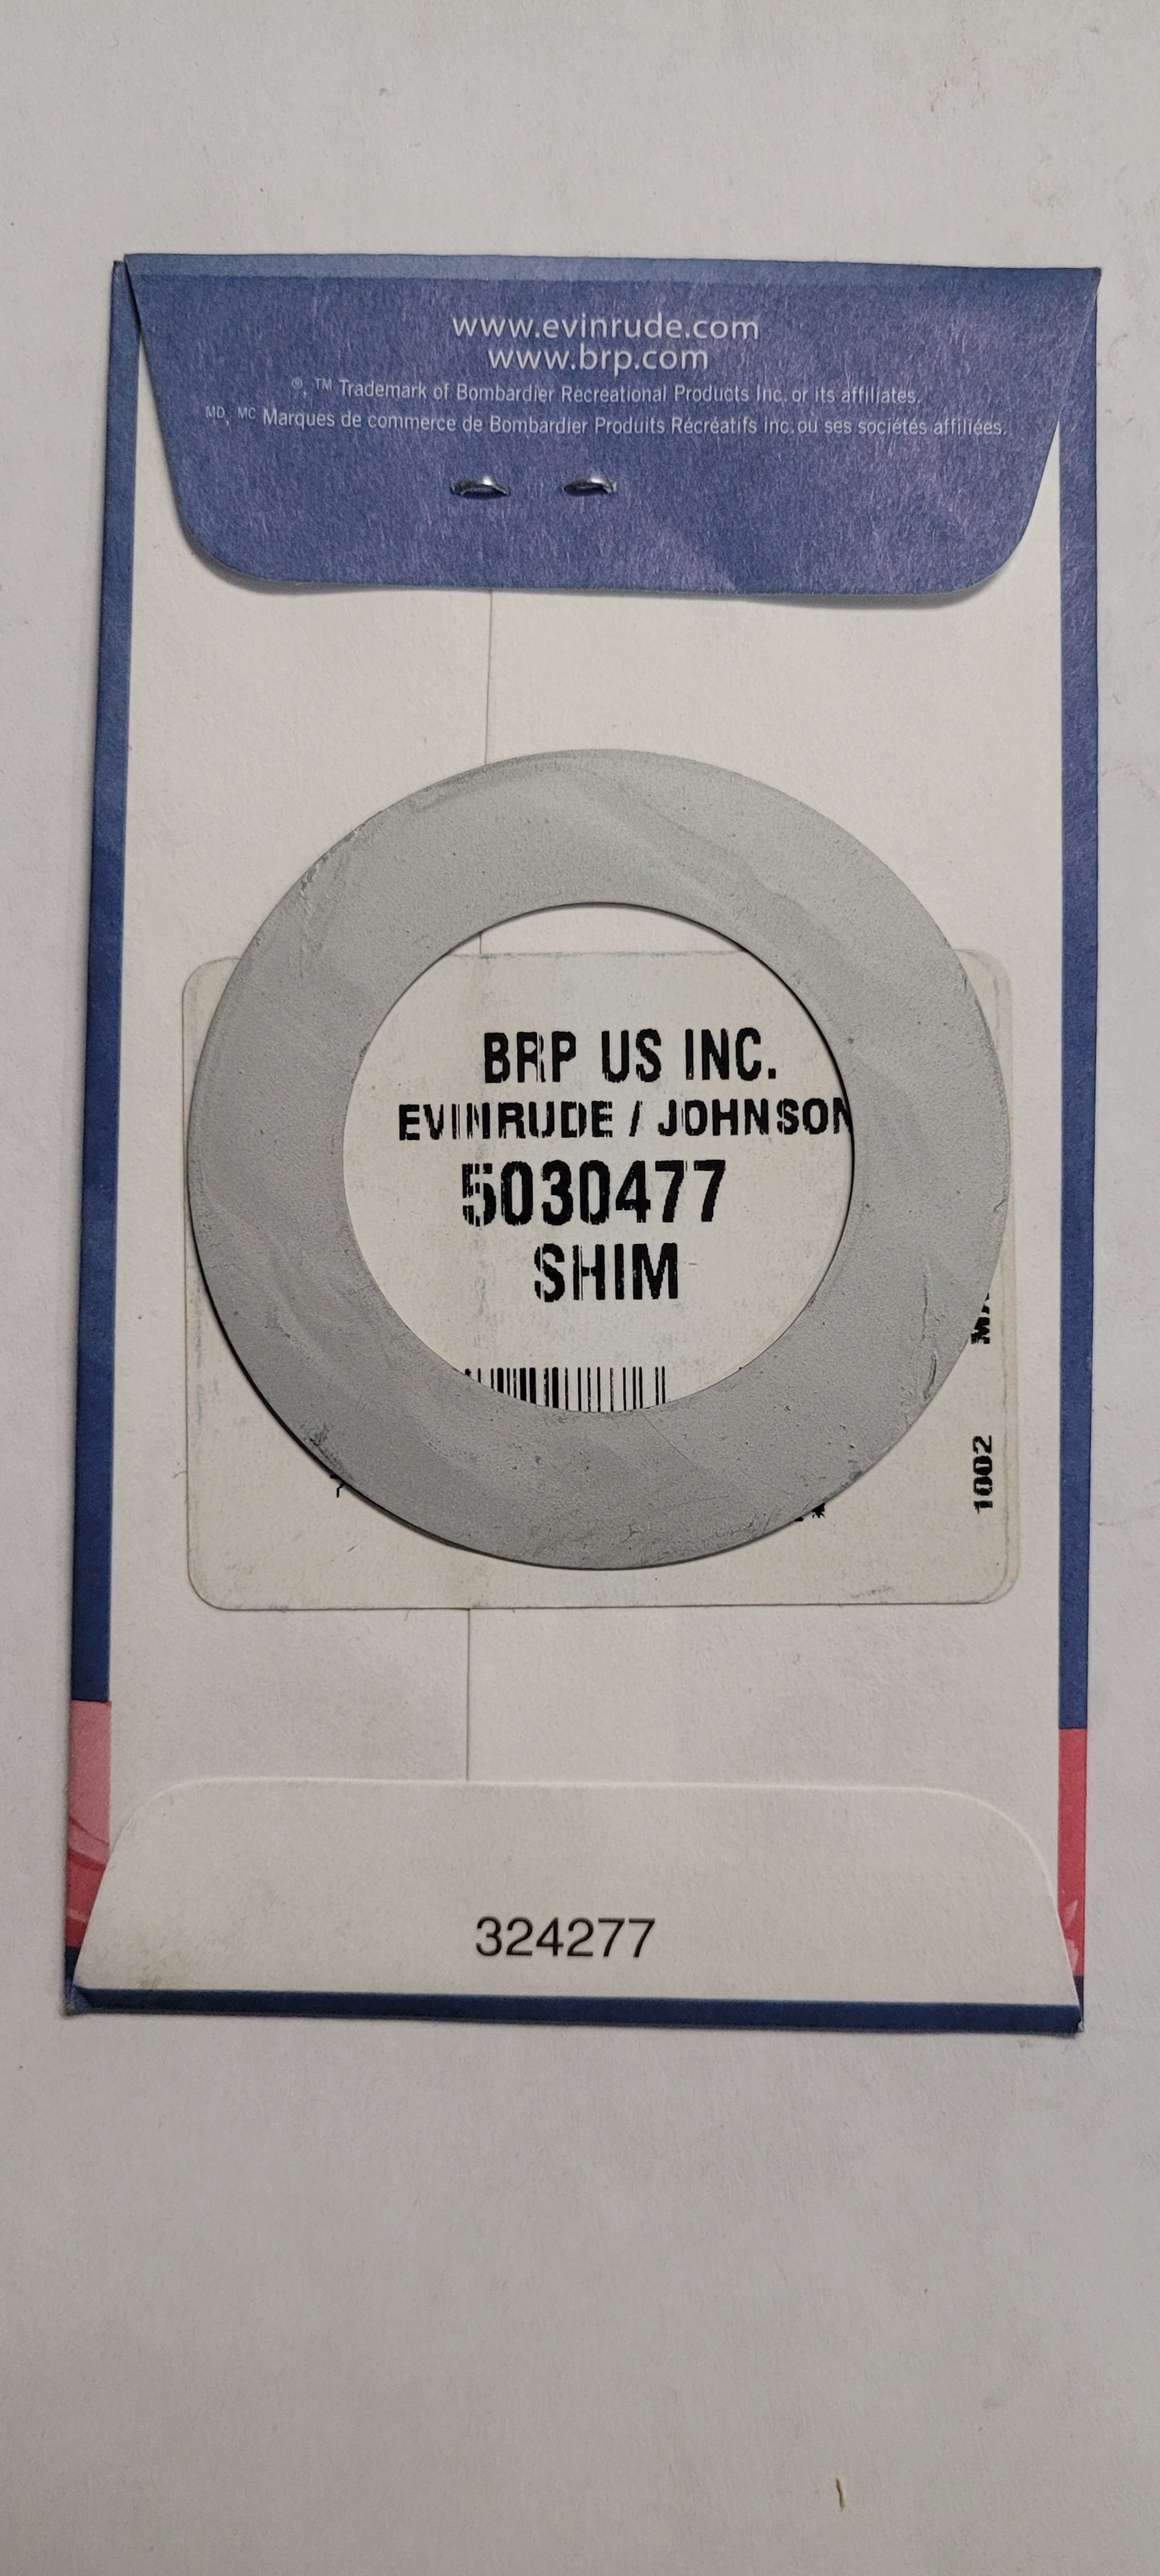 www.evinrude.com
www.brp.com
®, ™ Trademark of Bombardier Recreational Products Inc. or its affiliates.
MD, MC Marques de commerce de Bombardier Produits Récréatifs inc. ou ses sociétés affiliées.
BRP US INC.
EVINRUDE / JOHNSON
5030477
SHIM
1002
324277